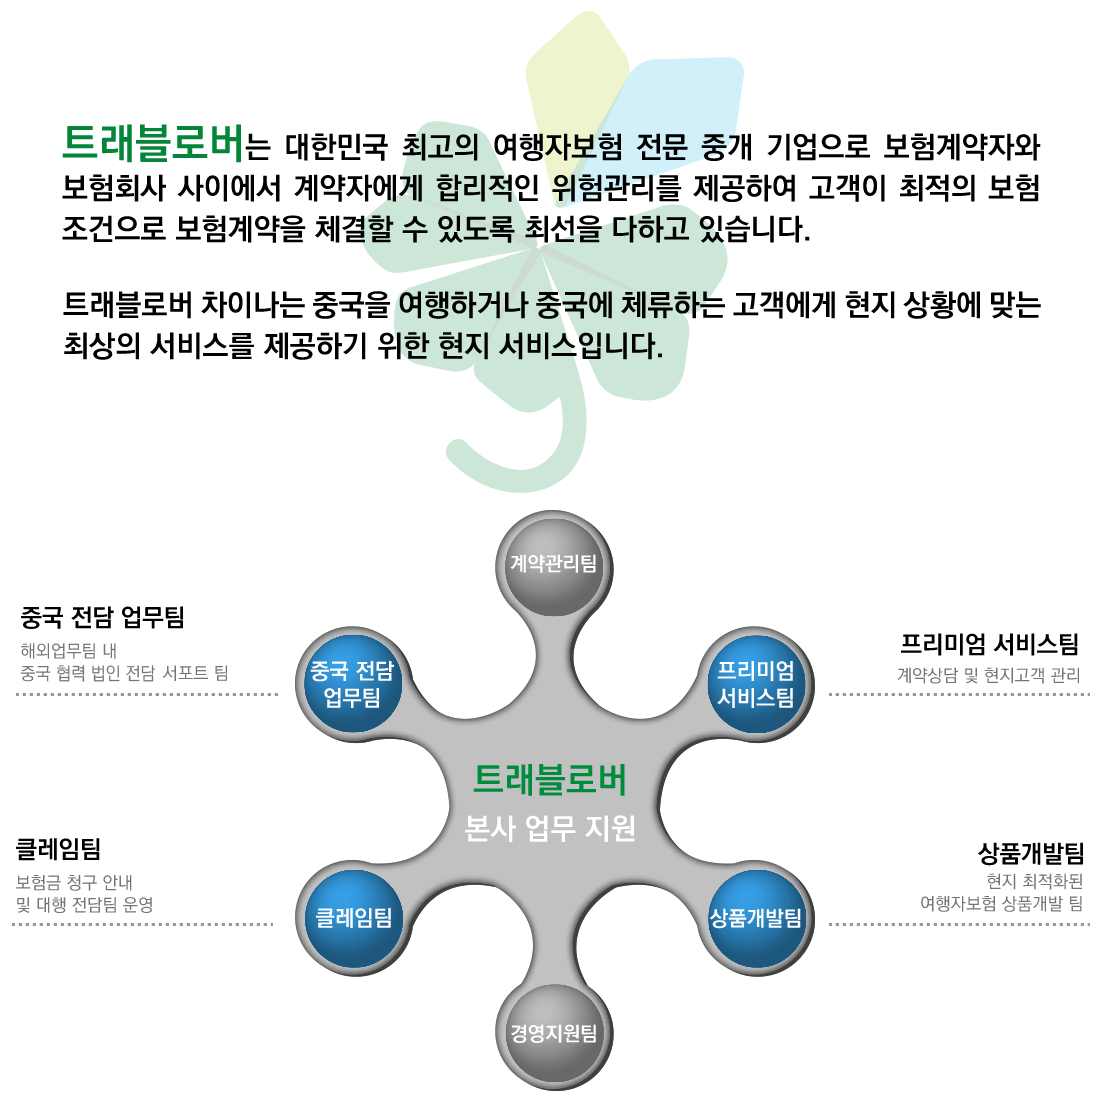 트래블로버는 대한민국 최고의 여행자보험 전문 중개 기업으로 보험계약자와
보험회사 사이에서 계약자에게 합리적인 위험관리를 제공하여 고객이 최적의 보험
조건으로 보험계약을 체결할 수 있도록 최선을 다하고 있습니다.
트래블로버 차이나는 중국을 여행하거나 중국에 체류하는 고객에게 현지 상황에 맞는
최상의 서비스를 제공하기 위한 현지 서비스입니다.
계약관리팀
중국 전담 업무팀
해외업무팀 내
중국 협력 법인 전담 서포트 팀
중국 전담
업무팀
프리미엄
서비스팀
프리미엄 서비스팀
계약상담 및 현지고객 관리
트래블로버
본사 업무 지원
클레임팀
보험금 청구 안내
및 대행 전담팀 운영
클레임팀
상품개발팀
상품개발팀
현지 최적화된
여행자보험 상품개발 팀
경영지원팀